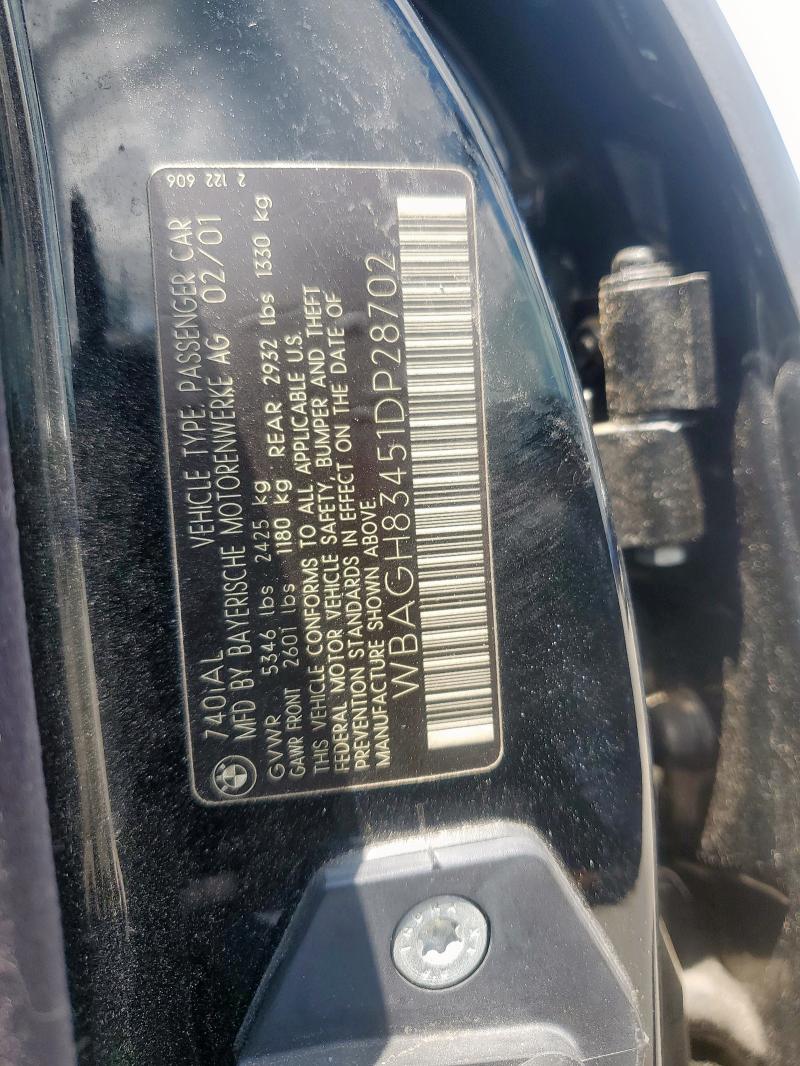 740iAL VEHICLE TYPE. PASSENGER CAR 2 122 606
MFD BY BAYERISCHE MOTORENWERKE AG 02/01
GVWR 5346 lbs 2425 kg
GAWR FRONT 2601 lbs 1180 kg REAR 2932 lbs 1330 kg
THIS VEHICLE CONFORMS TO ALL APPLICABLE U.S.
FEDERAL MOTOR VEHICLE SAFETY, BUMPER AND THEFT
PREVENTION STANDARDS IN EFFECT ON THE DATE OF
MANUFACTURE SHOWN ABOVE.
WBAGH83451DP28702